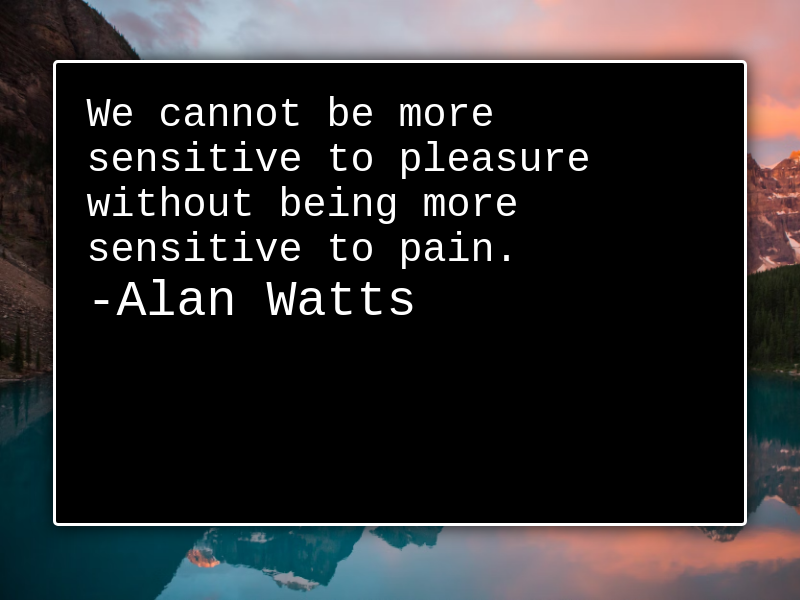 We cannot be more
sensitive to pleasure
without being more
sensitive to pain.
-Alan Watts